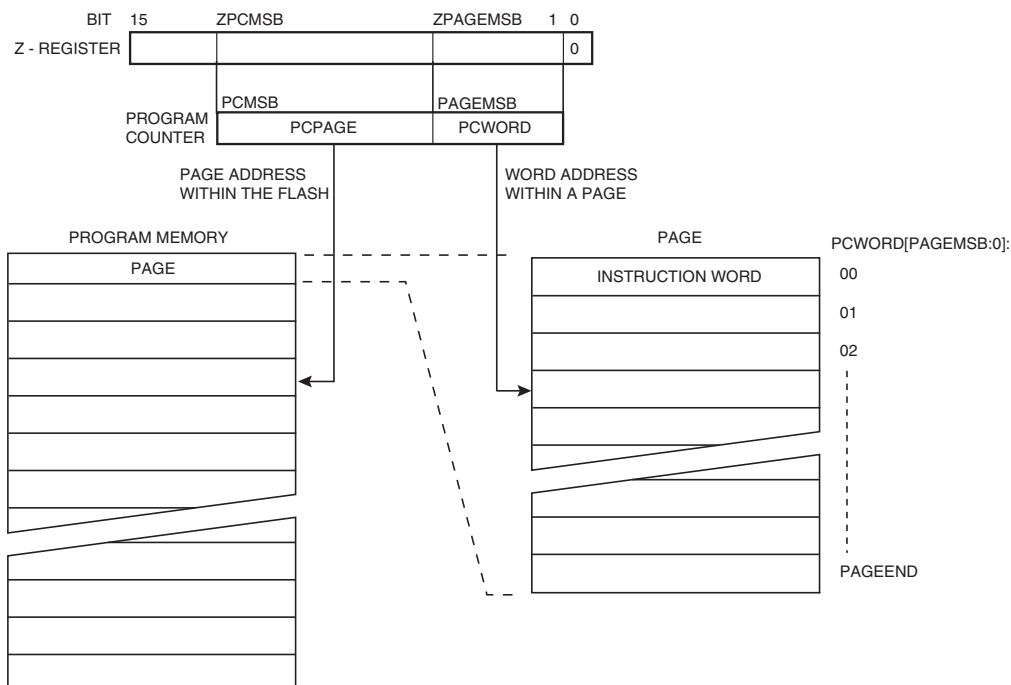 BIT 15 ZPCMSB ZPAGEMSB 1 0
Z - REGISTER 0
PCMSB PAGEMSB
PROGRAM
COUNTER
PCPAGE PCWORD
PAGE ADDRESS
WITHIN THE FLASH
WORD ADDRESS
WITHIN A PAGE
PROGRAM MEMORY
PAGE
PAGE
PCWORD[PAGEMSB:0]:
INSTRUCTION WORD
00
01
02
PAGEEND